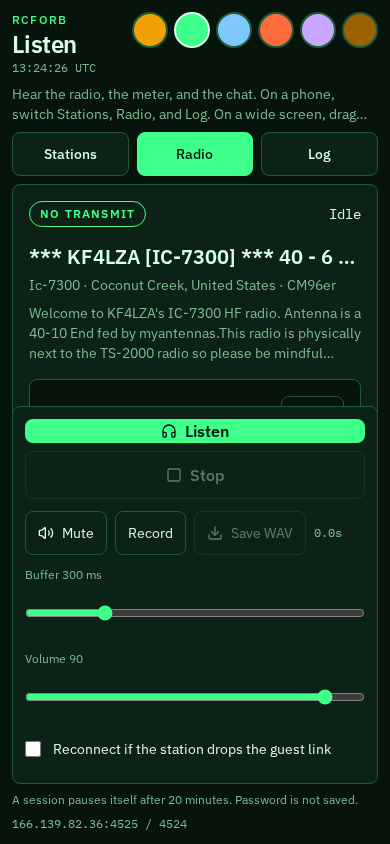 RCFORB
Listen
13:24:26 UTC
Hear the radio, the meter, and the chat. On a phone,
switch Stations, Radio, and Log. On a wide screen, drag…
Stations
Radio
Log
NO TRANSMIT
Idle
*** KF4LZA [IC-7300] *** 40 - 6 …
Ic-7300 · Coconut Creek, United States · CM96er
Welcome to KF4LZA's IC-7300 HF radio. Antenna is a
40-10 End fed by myantennas.This radio is physically
next to the TS-2000 radio so please be mindful…
Listen
Stop
Mute
Record
Save WAV
0.0s
Buffer 300 ms
Volume 90
Reconnect if the station drops the guest link
A session pauses itself after 20 minutes. Password is not saved.
166.139.82.36:4525 / 4524